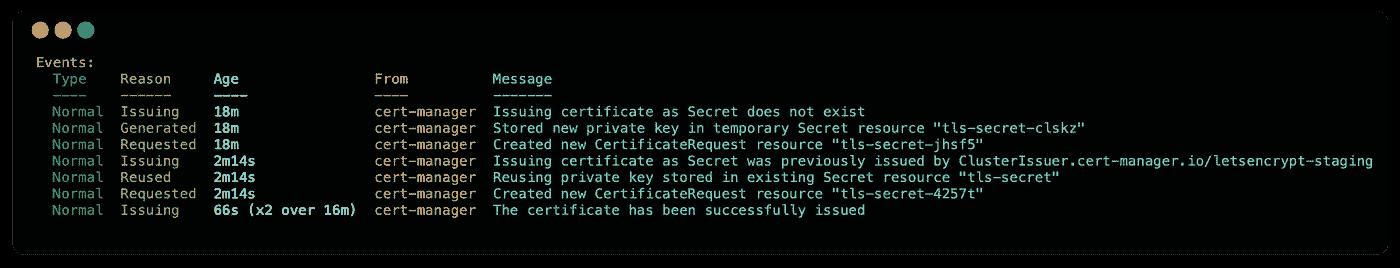 Events:
Type Reason Age From Message
---- ------ ---- ---- -------
Normal Issuing 18m cert-manager Issuing certificate as Secret does not exist
Normal Generated 18m cert-manager Stored new private key in temporary Secret resource "tls-secret-clskz"
Normal Requested 18m cert-manager Created new CertificateRequest resource "tls-secret-jhsf5"
Normal Issuing 2m14s cert-manager Issuing certificate as Secret was previously issued by ClusterIssuer.cert-manager.io/letsencrypt-staging
Normal Reused 2m14s cert-manager Reusing private key stored in existing Secret resource "tls-secret"
Normal Requested 2m14s cert-manager Created new CertificateRequest resource "tls-secret-4257t"
Normal Issuing 66s (x2 over 16m) cert-manager The certificate has been successfully issued